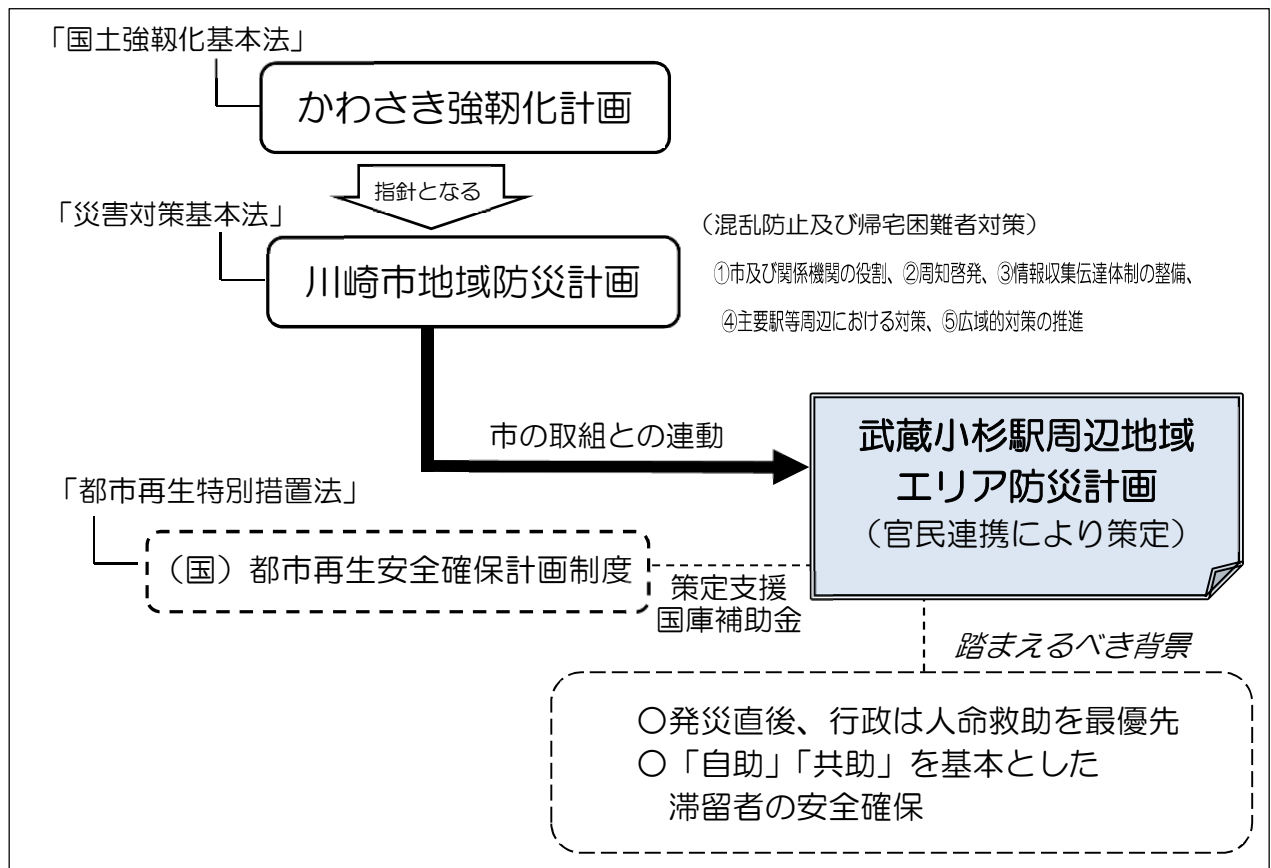 「国土強靱化基本法」
かわさき強靱化計画
指針となる
「災害対策基本法」
川崎市地域防災計画
（混乱防止及び帰宅困難者対策）
①市及び関係機関の役割、②周知啓発、③情報収集伝達体制の整備、
④主要駅等周辺における対策、⑤広域的対策の推進
市の取組との連動
武蔵小杉駅周辺地域
エリア防災計画
（官民連携により策定）
「都市再生特別措置法」
（国）都市再生安全確保計画制度
策定支援
国庫補助金
踏まえるべき背景
○発災直後、行政は人命救助を最優先
○「自助」「共助」を基本とした
滞留者の安全確保